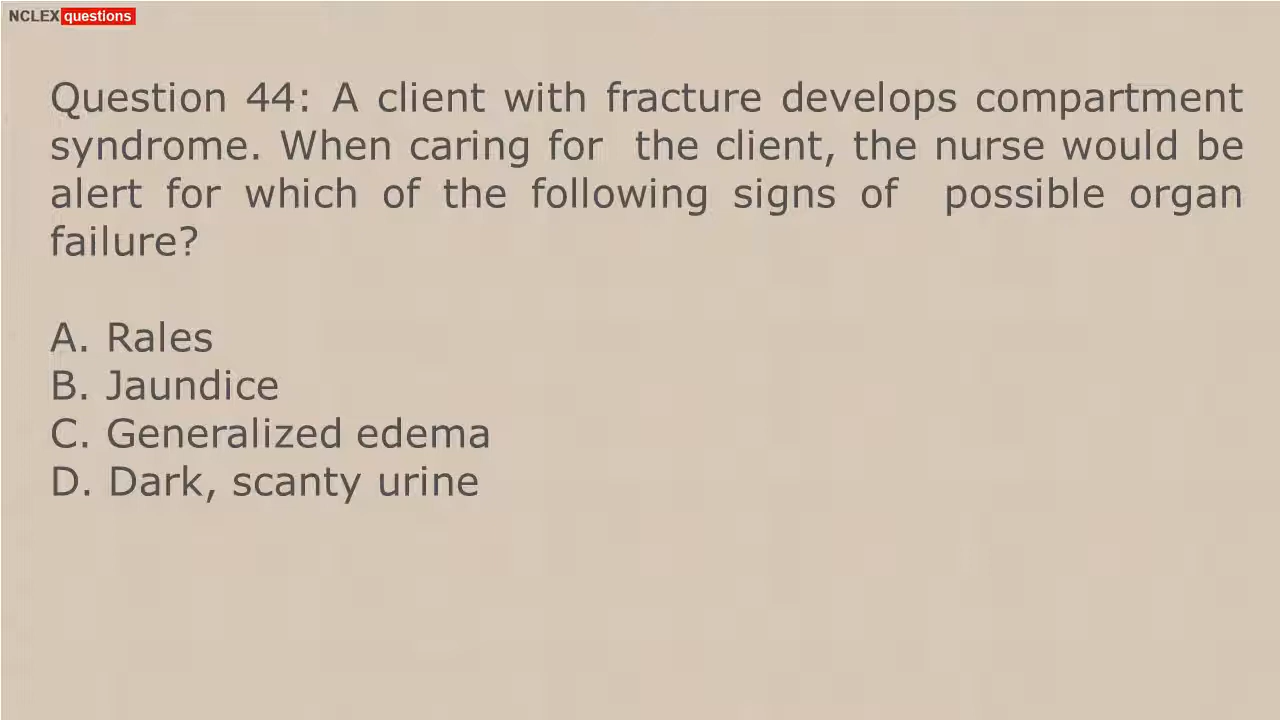 NCLEX questions
Question 44: A client with fracture develops compartment
syndrome. When caring for the client, the nurse would be
alert for which of the following signs of possible organ
failure?
A. Rales
B. Jaundice
C. Generalized edema
D. Dark, scanty urine